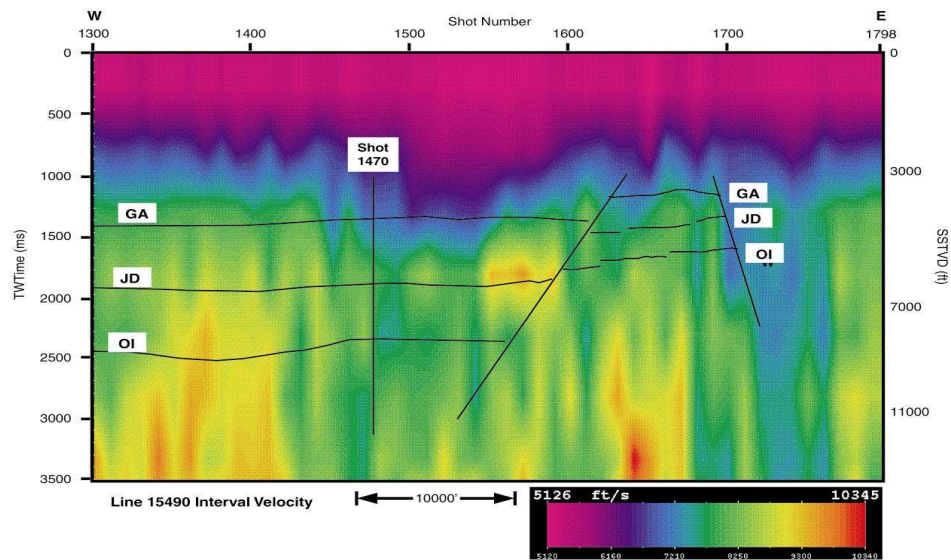 W
Shot Number
E
1300 1400 1500 1600 1700 1798
0 0
500
Shot
1470
1000 3000
GA GA
JD
1500
OI
TWTime (ms)
SSTVD (ft)
JD
2000 7000
OI
2500
3000 11000
3500
Line 15490 Interval Velocity
10000'
5126 ft/s 10345
5120 6160 7210 8250 9300 10340